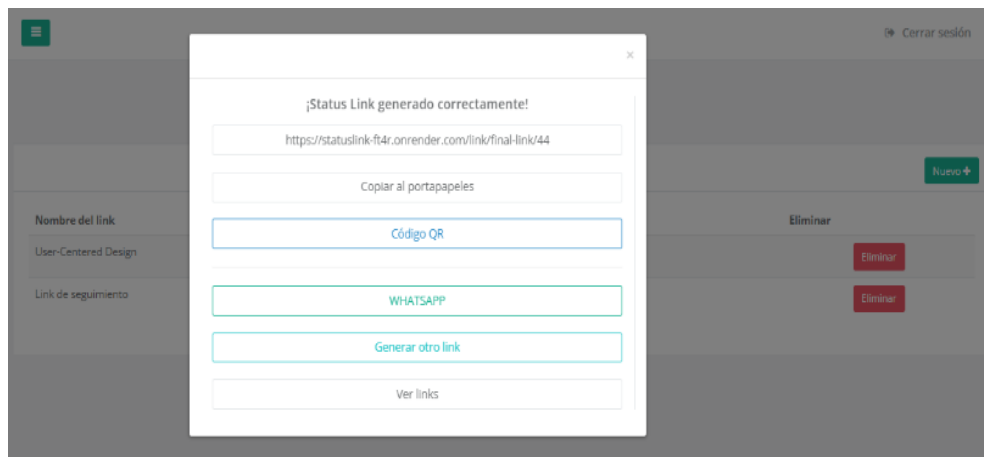 Cerrar sesión
×
¡Status Link generado correctamente!
https://statuslink-ft4r.onrender.com/link/final-link/44
Copiar al portapapeles
Código QR
WHATSAPP
Generar otro link
Ver links
Nuevo +
Nombre del link
Eliminar
User-Centered Design
Eliminar
Link de seguimiento
Eliminar